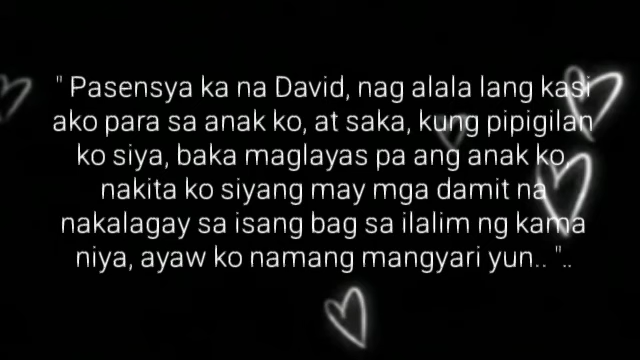 " Pasensya ka na David, nag alala lang kasi
ako para sa anak ko, at saka, kung pipigilan
ko siya, baka maglayas pa ang anak ko,
nakita ko siyang may mga damit na
nakalagay sa isang bag sa ilalim ng kama
niya, ayaw ko namang mangyari yun.. "..